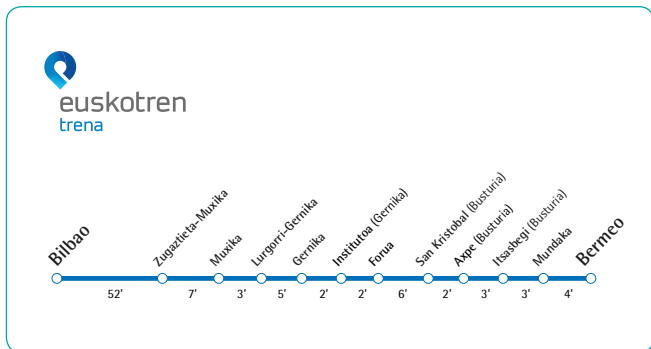 euskotren
trena
Bilbao
Zugaztieta-Muxika
Muxika
Lurgorri-Gernika
Gernika
Institutoa (Gernika)
Forua
San Kristobal (Busturia)
Axpe (Busturia)
Itsasbegi (Busturia)
Mundaka
Bermeo
52’ 7’ 3’ 5’ 2’ 2’ 6’ 2’ 3’ 3’ 4’